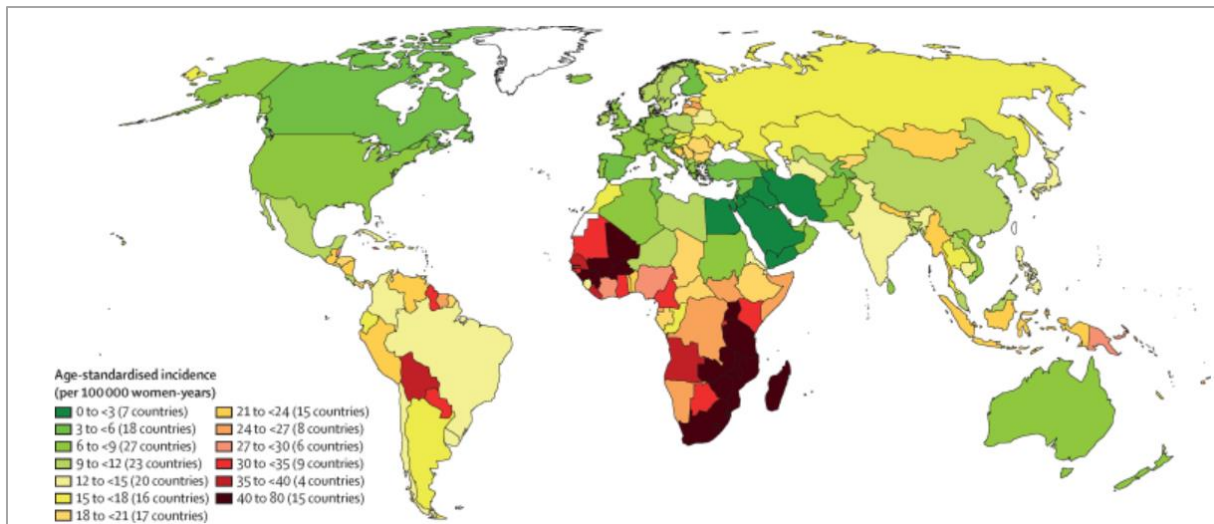 Age-standardised incidence
(per 100 000 women-years)
0 to <3 (7 countries)
3 to <6 (18 countries)
6 to <9 (27 countries)
9 to <12 (23 countries)
12 to <15 (20 countries)
15 to <18 (16 countries)
18 to <21 (17 countries)
21 to <24 (15 countries)
24 to <27 (8 countries)
27 to <30 (6 countries)
30 to <35 (9 countries)
35 to <40 (4 countries)
40 to 80 (15 countries)